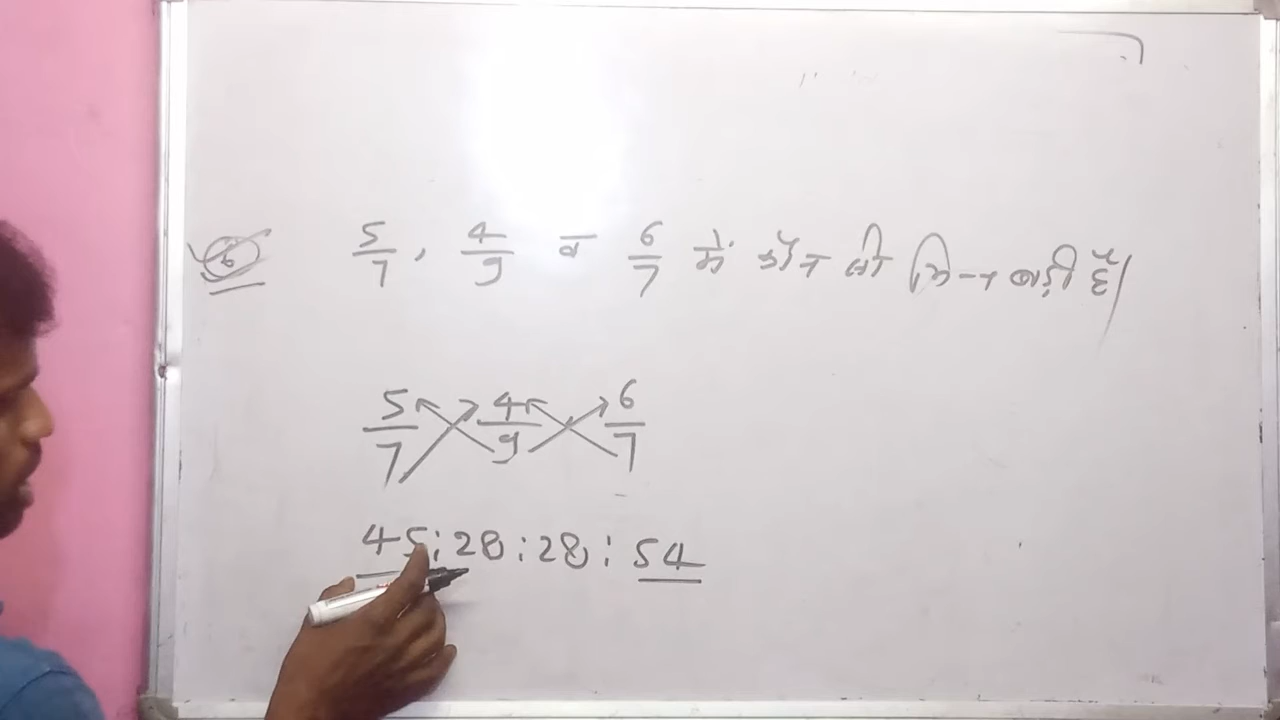 6 5/7, 4/9 व 6/7 में कौन सी भिन्न बड़ी है।
5/7 4/9 6/7
45 : 28 : 28 : 54